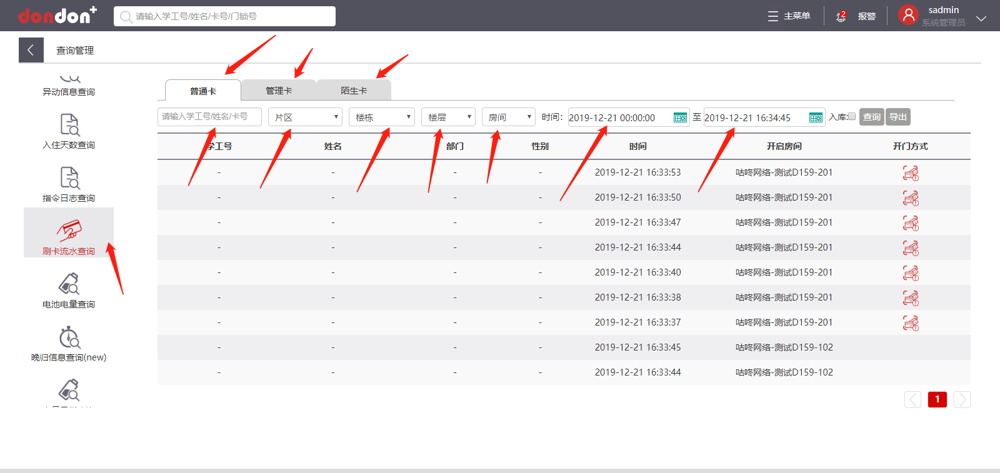 dondon+
请输入学工号/姓名/卡号/门锁号
主菜单
2
报警
sadmin
系统管理员
查询管理
异动信息查询
入住天数查询
指令日志查询
刷卡流水查询
电池电量查询
晚归信息查询(new)
普通卡 管理卡 陌生卡
请输入学工号/姓名/卡号 片区 楼栋 楼层 房间 时间: 2019-12-21 00:00:00 至 2019-12-21 16:34:45 入库: 查询 导出
学工号 姓名 部门 性别 时间 开启房间 开门方式
- - - - 2019-12-21 16:33:53 咕咚网络-测试D159-201
- - - - 2019-12-21 16:33:50 咕咚网络-测试D159-201
- - - - 2019-12-21 16:33:47 咕咚网络-测试D159-201
- - - - 2019-12-21 16:33:44 咕咚网络-测试D159-201
- - - - 2019-12-21 16:33:40 咕咚网络-测试D159-201
- - - - 2019-12-21 16:33:38 咕咚网络-测试D159-201
- - - - 2019-12-21 16:33:37 咕咚网络-测试D159-201
- - - - 2019-12-21 16:33:45 咕咚网络-测试D159-102
- - - - 2019-12-21 16:33:44 咕咚网络-测试D159-102
1